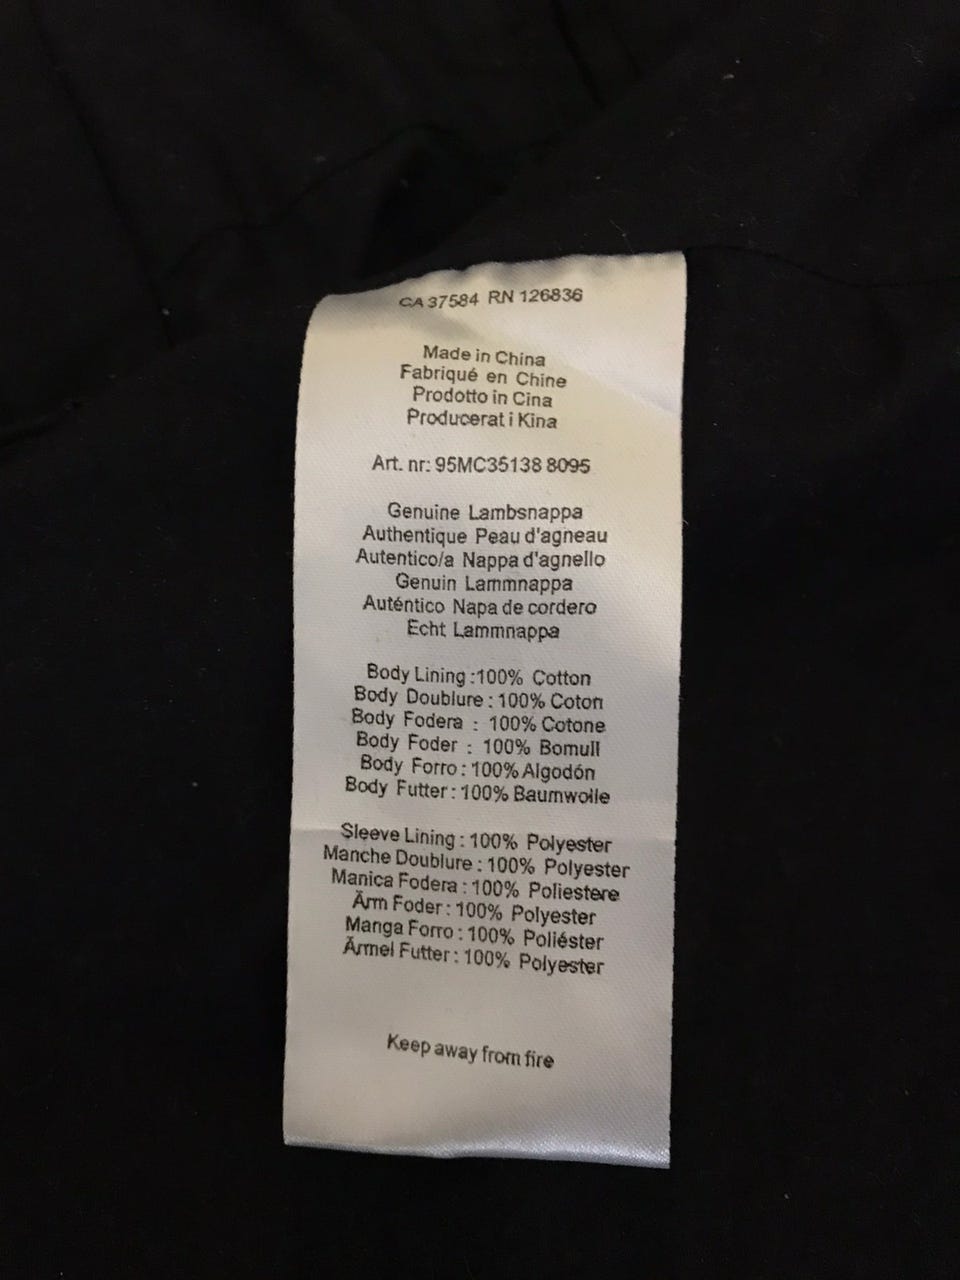 CA 37584 RN 126836
Made in China
Fabriqué en Chine
Prodotto in Cina
Producerat i Kina
Art. nr: 95MC35138 8095
Genuine Lambsnappa
Authentique Peau d'agneau
Autentico/a Nappa d'agnello
Genuin Lammnappa
Auténtico Napa de cordero
Echt Lammnappa
Body Lining :100% Cotton
Body Doublure : 100% Coton
Body Fodera : 100% Cotone
Body Foder : 100% Bomull
Body Forro : 100% Algodón
Body Futter : 100% Baumwolle
Sleeve Lining : 100% Polyester
Manche Doublure : 100% Polyester
Manica Fodera : 100% Poliestere
Ärm Foder : 100% Polyester
Manga Forro : 100% Poliéster
Ärmel Futter : 100% Polyester
Keep away from fire